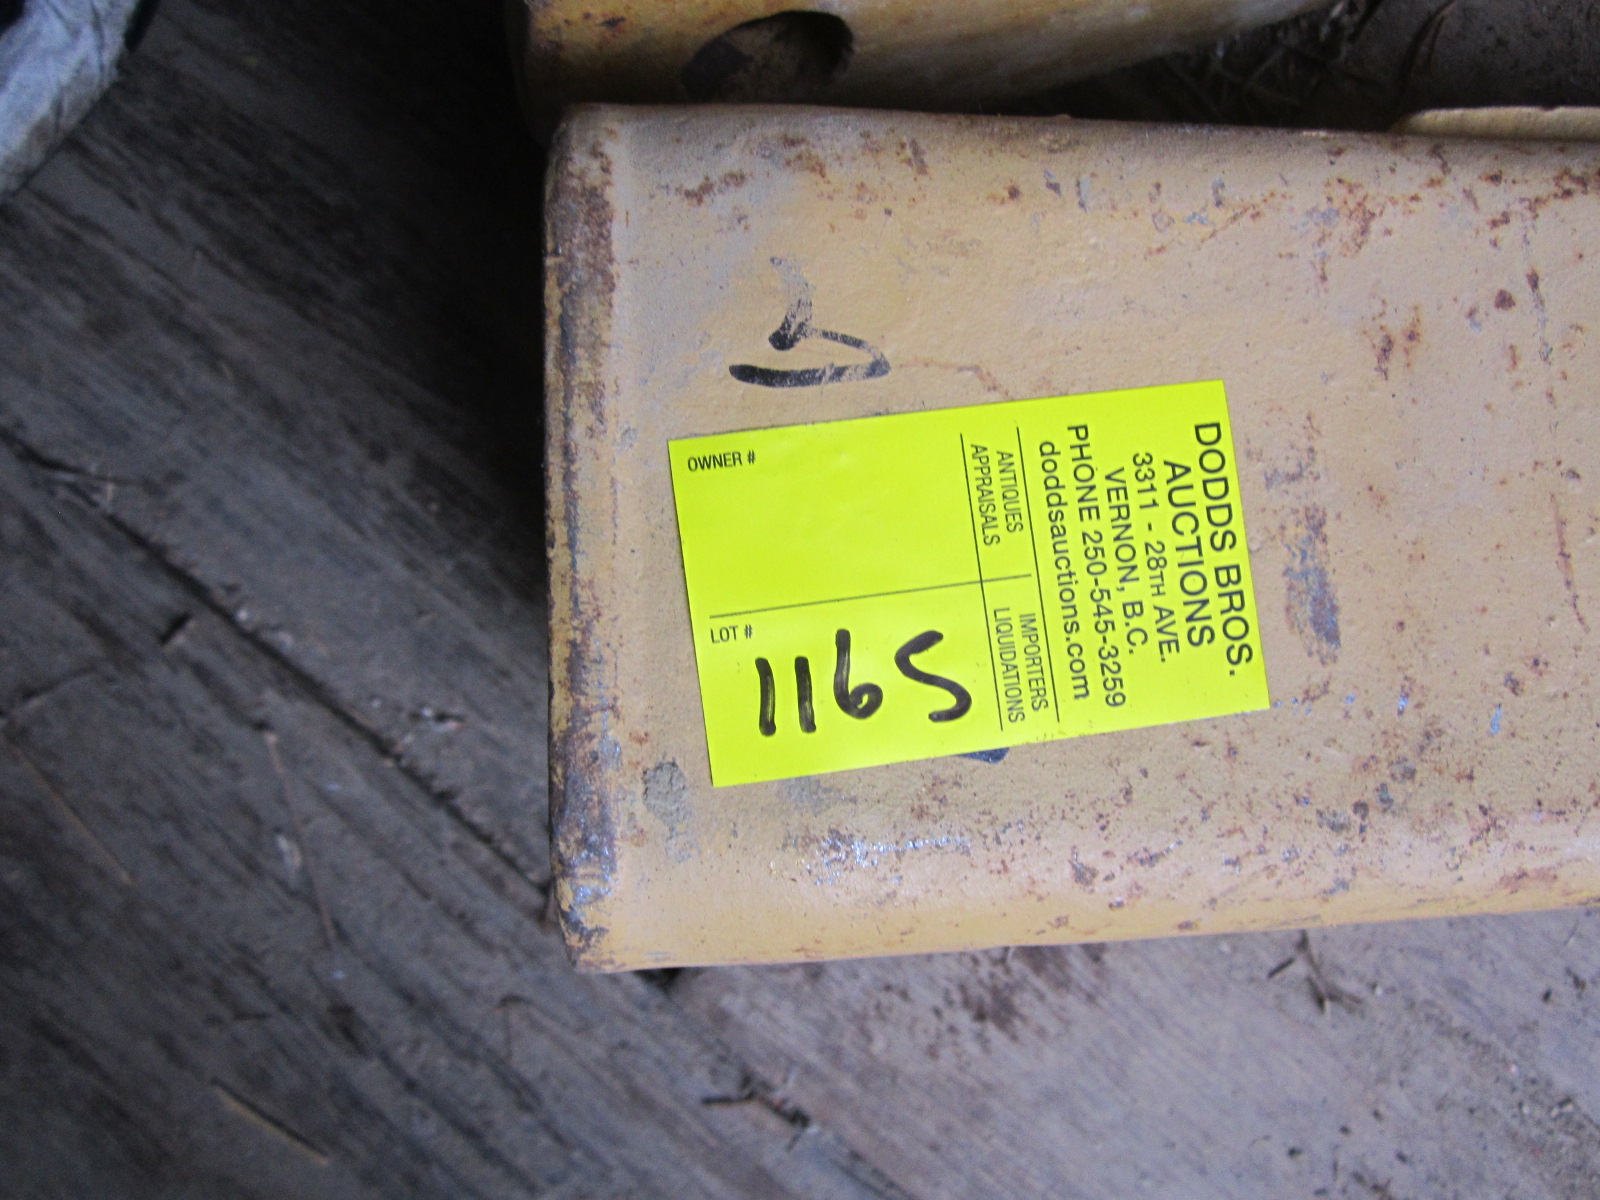 DODDS BROS.
AUCTIONS
3311 - 28TH AVE.
VERNON, B.C.
PHONE 250-545-3259
doddsauctions.com
ANTIQUES IMPORTERS
APPRAISALS LIQUIDATIONS
OWNER #
LOT #
1165